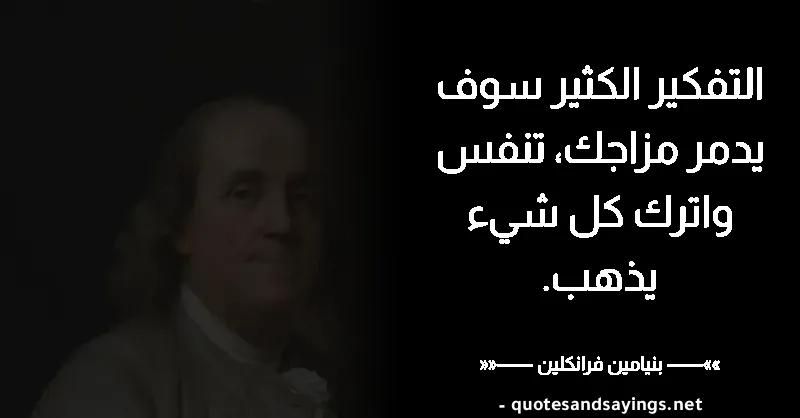 التفكير الكثير سوف
يدمر مزاجك، تنفس
واترك كل شيء
يذهب.
»»—— بنيامين فرانكلين ——««
- quotesandsayings.net